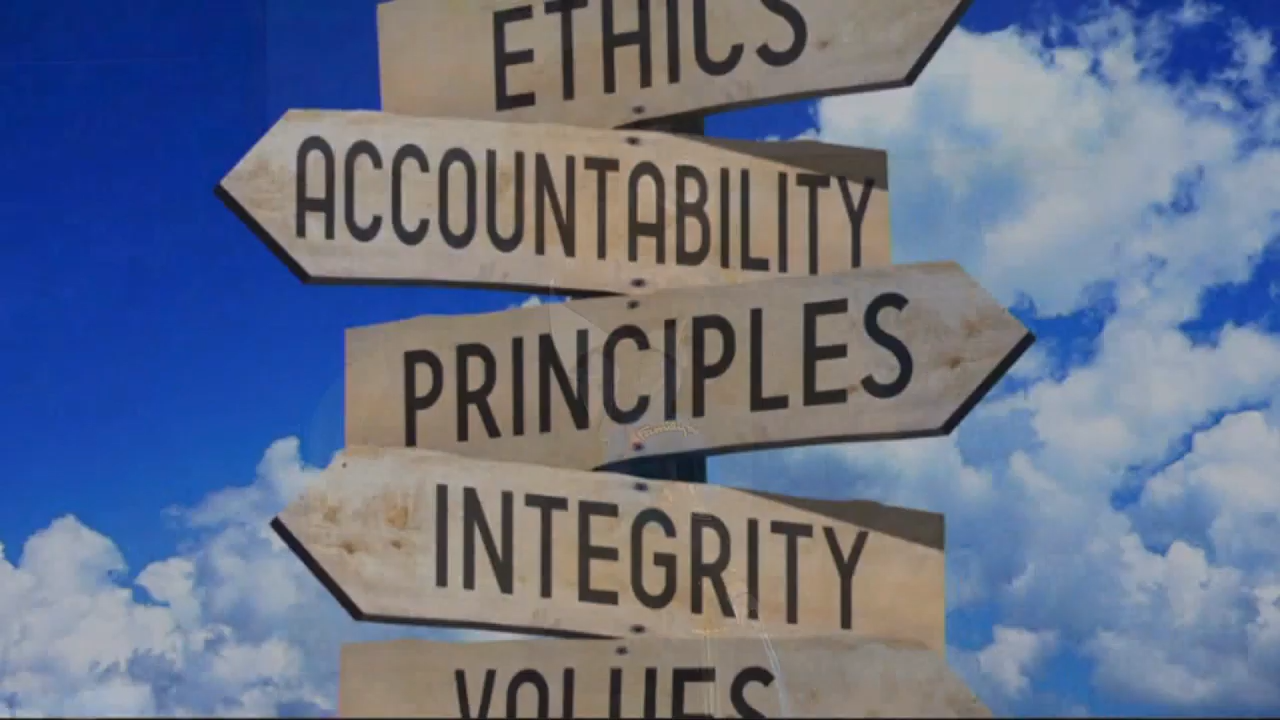 ETHICS
ACCOUNTABILITY
PRINCIPLES
INTEGRITY
VALUES